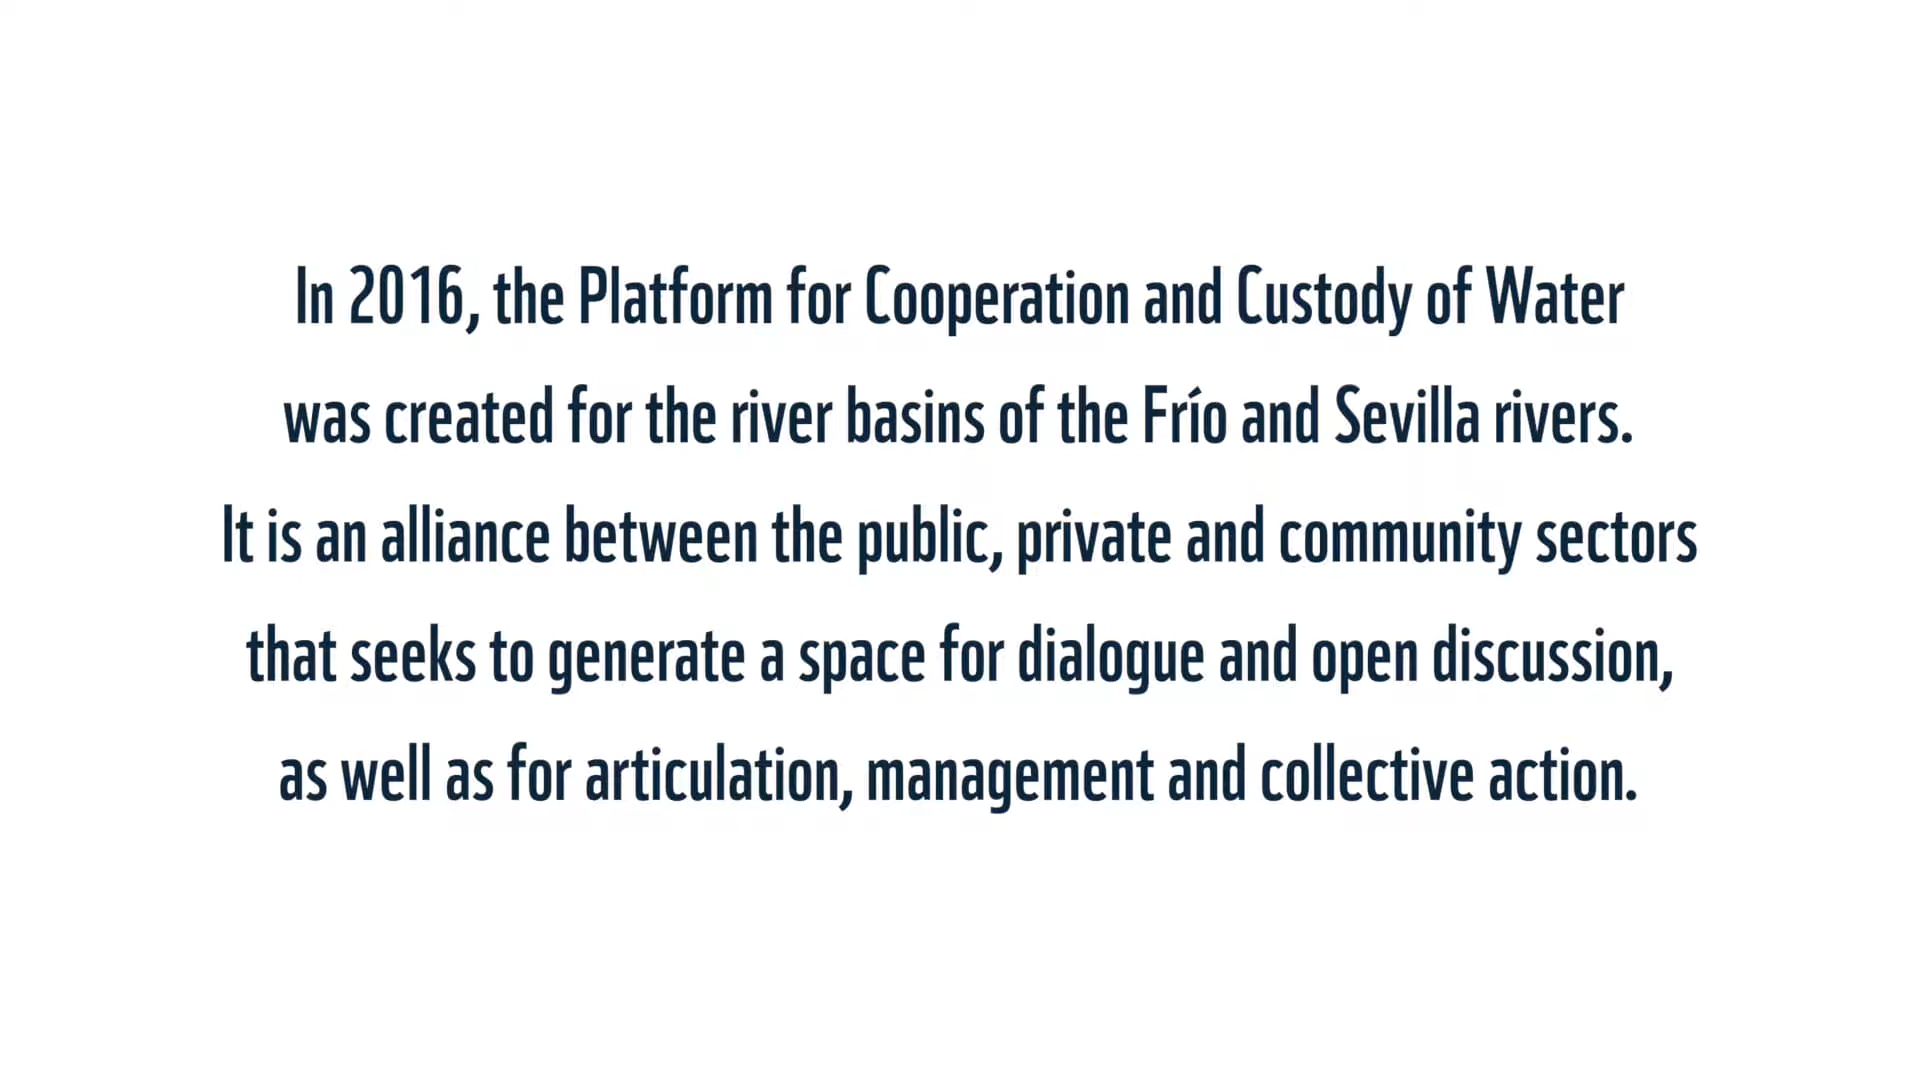 In 2016, the Platform for Cooperation and Custody of Water
was created for the river basins of the Frío and Sevilla rivers.
It is an alliance between the public, private and community sectors
that seeks to generate a space for dialogue and open discussion,
as well as for articulation, management and collective action.